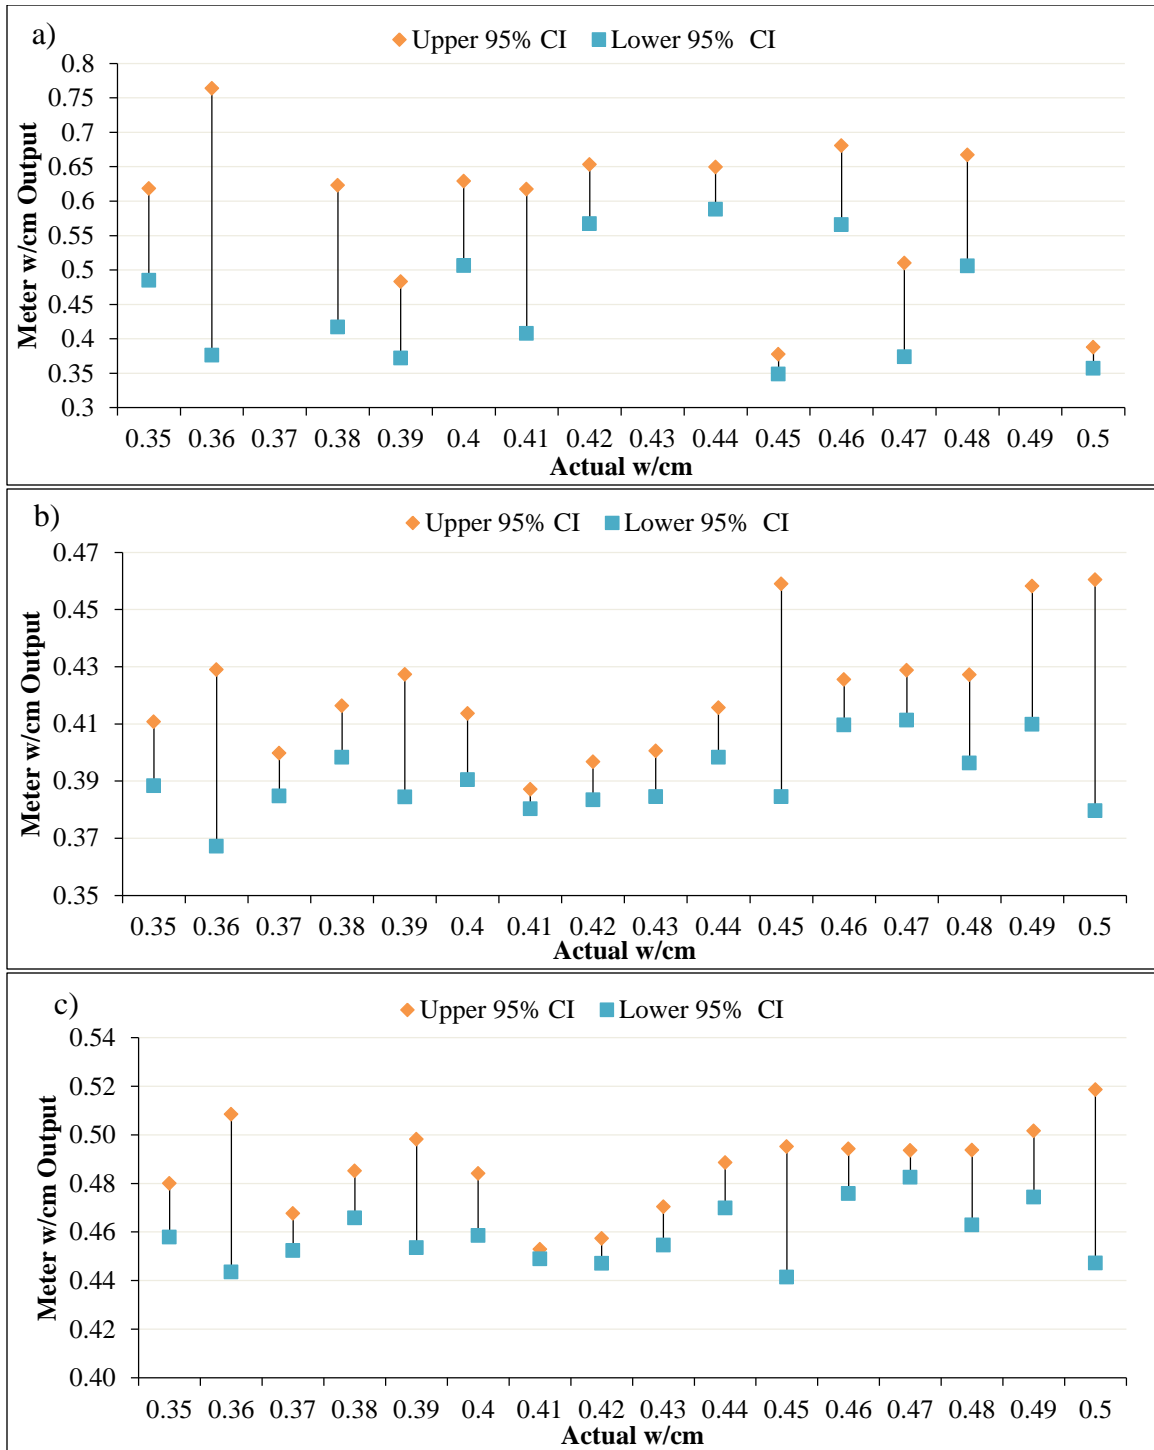 a)
Upper 95% CI
Lower 95% CI
Meter w/cm Output
0.8
0.75
0.7
0.65
0.6
0.55
0.5
0.45
0.4
0.35
0.3
0.35 0.36 0.37 0.38 0.39 0.4 0.41 0.42 0.43 0.44 0.45 0.46 0.47 0.48 0.49 0.5
Actual w/cm
b)
Upper 95% CI
Lower 95% CI
Meter w/cm Output
0.47
0.45
0.43
0.41
0.39
0.37
0.35
0.35 0.36 0.37 0.38 0.39 0.4 0.41 0.42 0.43 0.44 0.45 0.46 0.47 0.48 0.49 0.5
Actual w/cm
c)
Upper 95% CI
Lower 95% CI
Meter w/cm Output
0.54
0.52
0.50
0.48
0.46
0.44
0.42
0.40
0.35 0.36 0.37 0.38 0.39 0.4 0.41 0.42 0.43 0.44 0.45 0.46 0.47 0.48 0.49 0.5
Actual w/cm